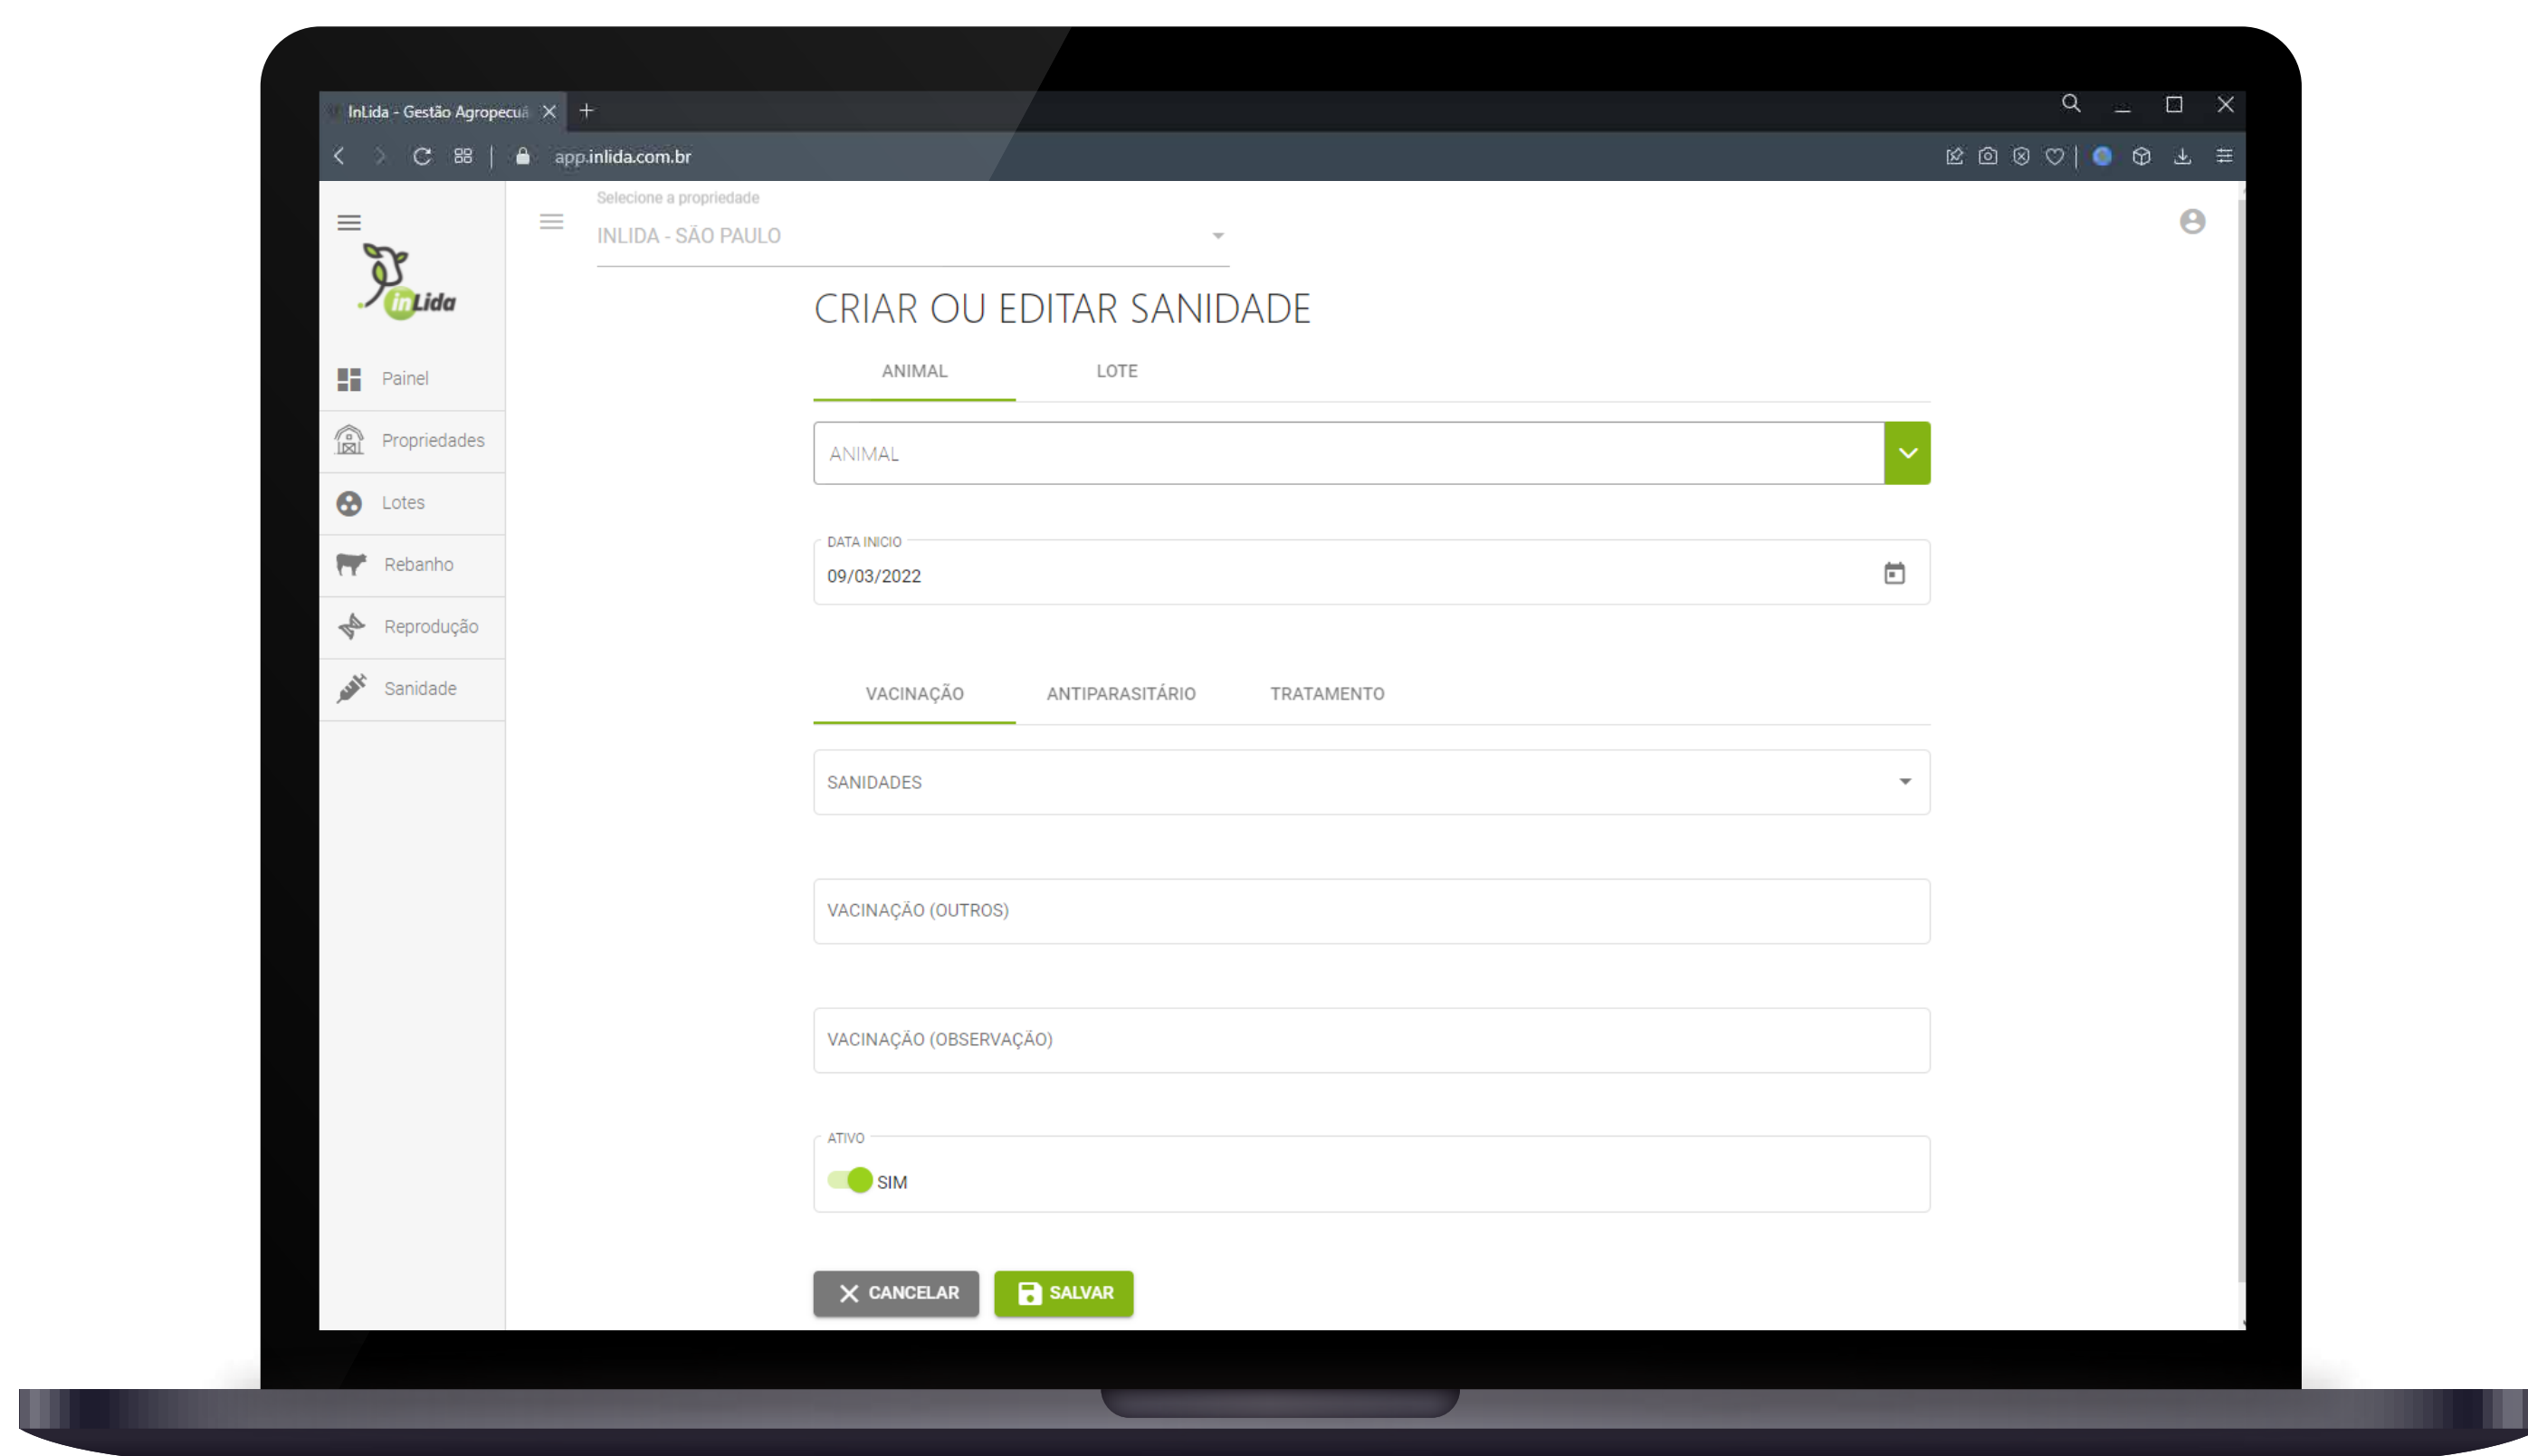 InLida - Gestão Agropecuá
app.inlida.com.br
Selecione a propriedade
INLIDA - SÃO PAULO
inLida
CRIAR OU EDITAR SANIDADE
ANIMAL LOTE
Painel
Propriedades
Lotes
Rebanho
Reprodução
Sanidade
ANIMAL
DATA INICIO
09/03/2022
VACINAÇÃO ANTIPARASITÁRIO TRATAMENTO
SANIDADES
VACINAÇÃO (OUTROS)
VACINAÇÃO (OBSERVAÇÃO)
ATIVO
SIM
CANCELAR SALVAR